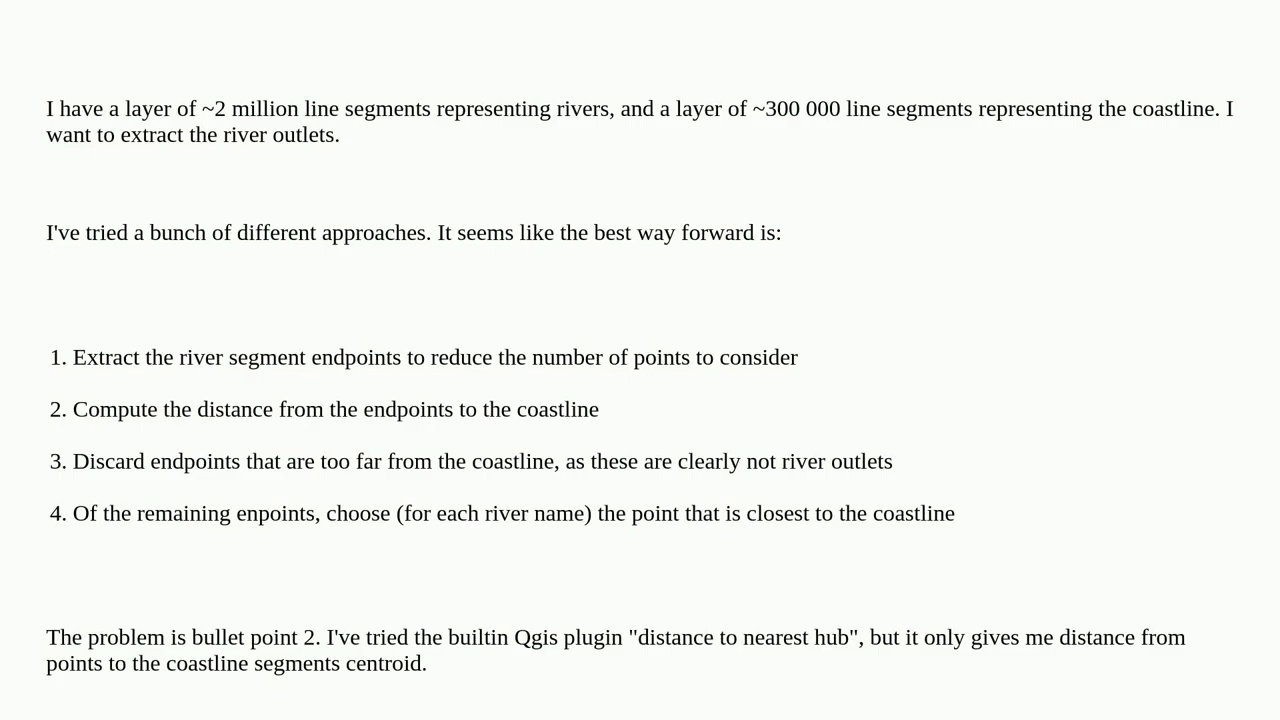 I have a layer of ~2 million line segments representing rivers, and a layer of ~300 000 line segments representing the coastline. I
want to extract the river outlets.
I've tried a bunch of different approaches. It seems like the best way forward is:
1. Extract the river segment endpoints to reduce the number of points to consider
2. Compute the distance from the endpoints to the coastline
3. Discard endpoints that are too far from the coastline, as these are clearly not river outlets
4. Of the remaining enpoints, choose (for each river name) the point that is closest to the coastline
The problem is bullet point 2. I've tried the builtin Qgis plugin "distance to nearest hub", but it only gives me distance from
points to the coastline segments centroid.